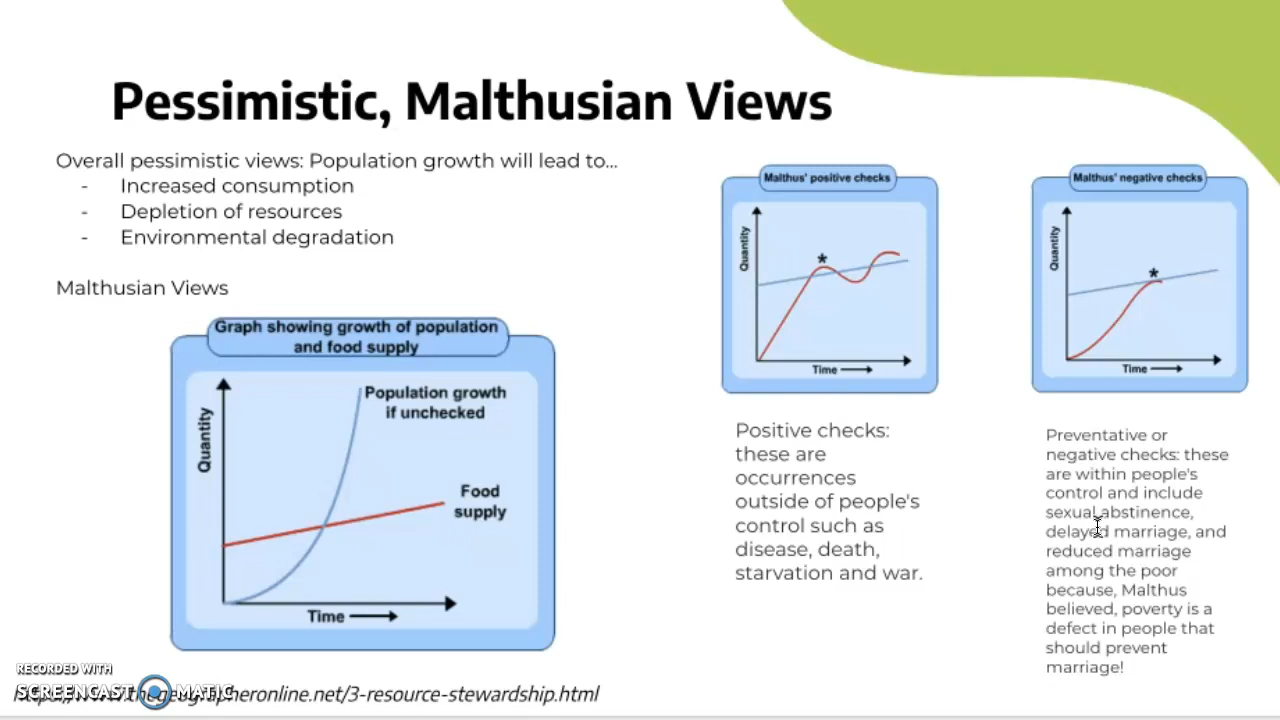 Pessimistic, Malthusian Views
Overall pessimistic views: Population growth will lead to...
- Increased consumption
- Depletion of resources
- Environmental degradation
Malthusian Views
Graph showing growth of population
and food supply
Quantity
Population growth
if unchecked
Food
supply
Time
Malthus' positive checks
Quantity
*
Time
Positive checks:
these are
occurrences
outside of people's
control such as
disease, death,
starvation and war.
Malthus' negative checks
Quantity
*
Time
Preventative or
negative checks: these
are within people's
control and include
sexual abstinence,
delayed marriage, and
reduced marriage
among the poor
because, Malthus
believed, poverty is a
defect in people that
should prevent
marriage!
RECORDED WITH
SCREENCAST MATIC
geographeronline.net/3-resource-stewardship.html